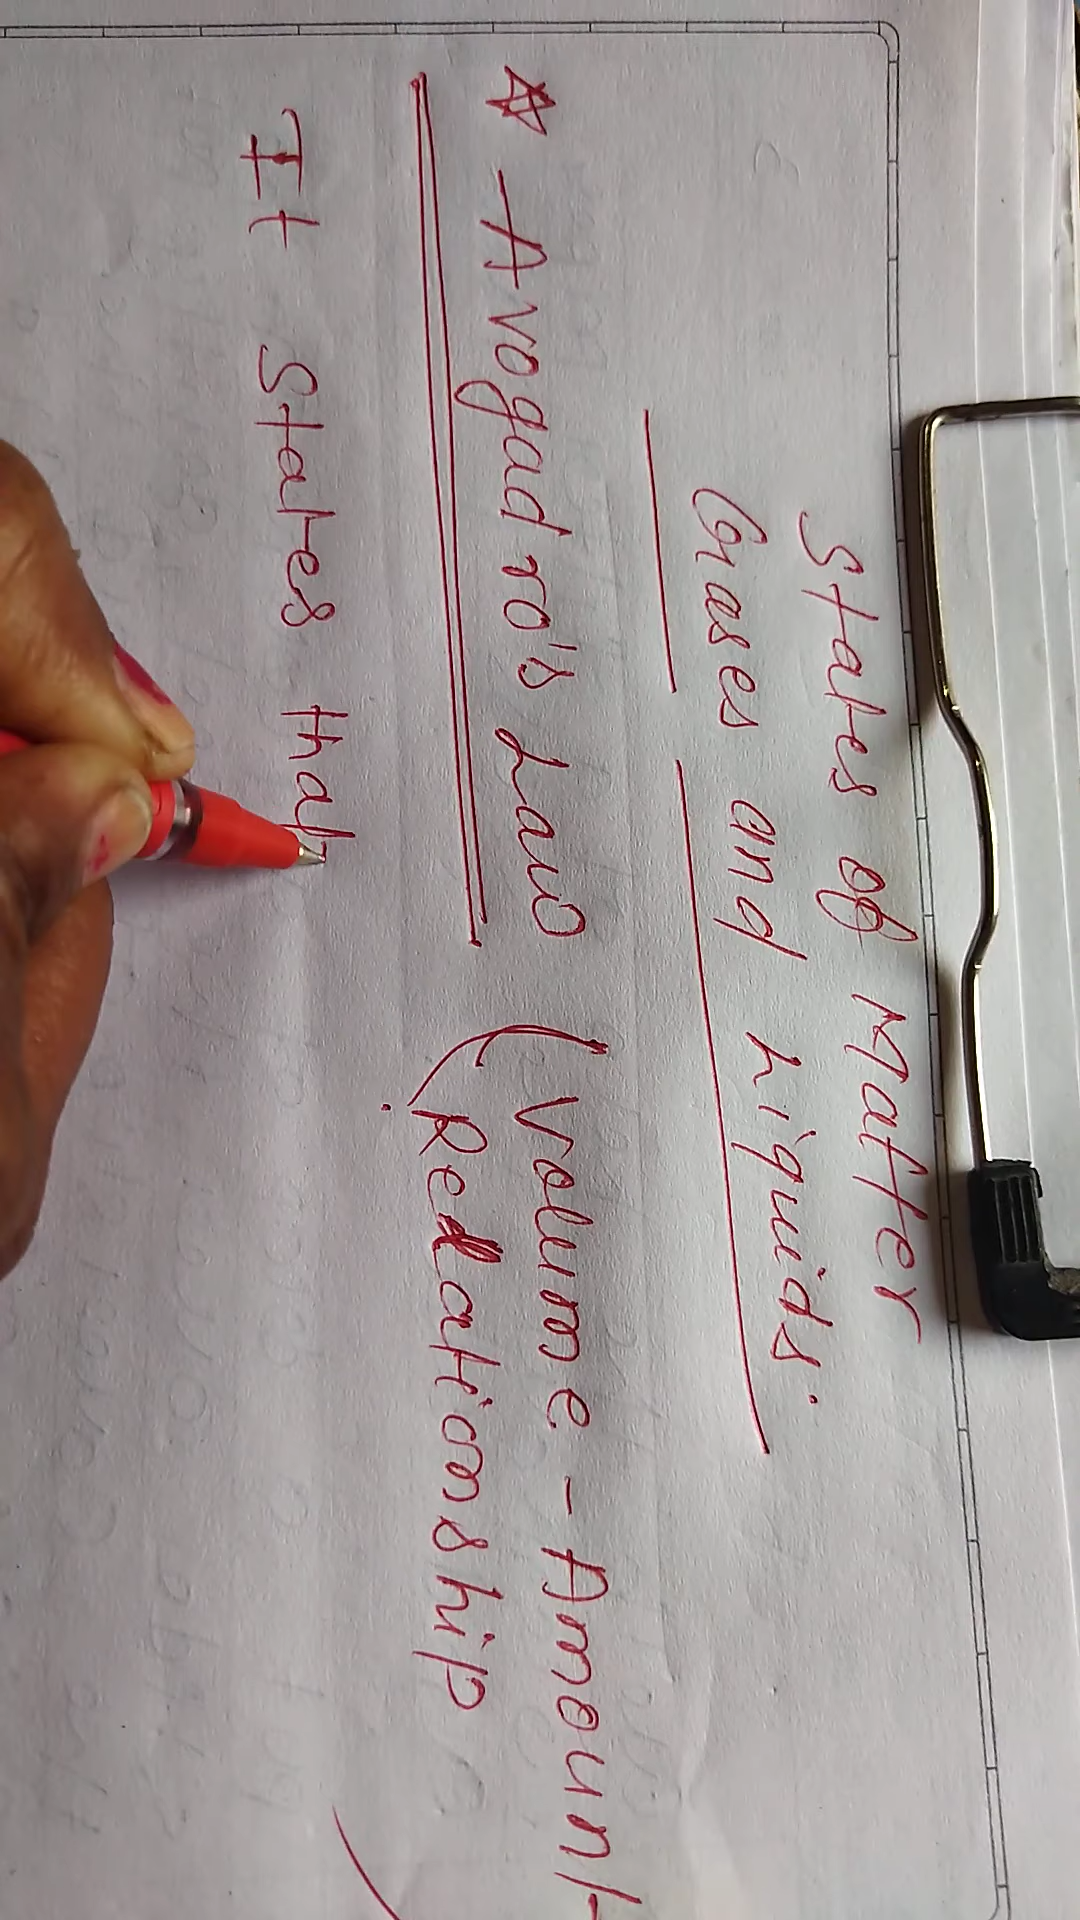 States of Matter
Gases and Liquids.
☆ - Avogadro's Law (Volume - Amount
(Relationship
It States that